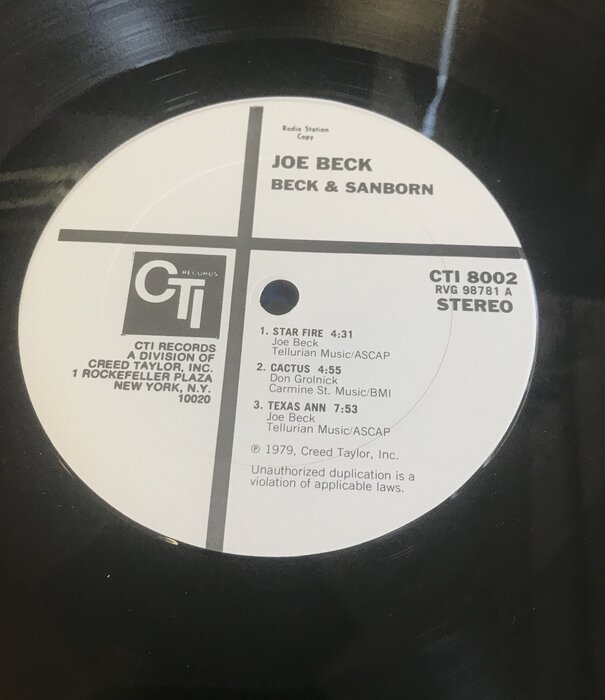 Radio Station
Copy
JOE BECK
BECK & SANBORN
CTI RECORDS
CTI RECORDS
A DIVISION OF
CREED TAYLOR, INC.
1 ROCKEFELLER PLAZA
NEW YORK, N.Y.
10020
CTI 8002
RVG 98781 A
STEREO
1. STAR FIRE 4:31
Joe Beck
Tellurian Music/ASCAP
2. CACTUS 4:55
Don Grolnick
Carmine St. Music/BMI
3. TEXAS ANN 7:53
Joe Beck
Tellurian Music/ASCAP
℗ 1979, Creed Taylor, Inc.
Unauthorized duplication is a
violation of applicable laws.